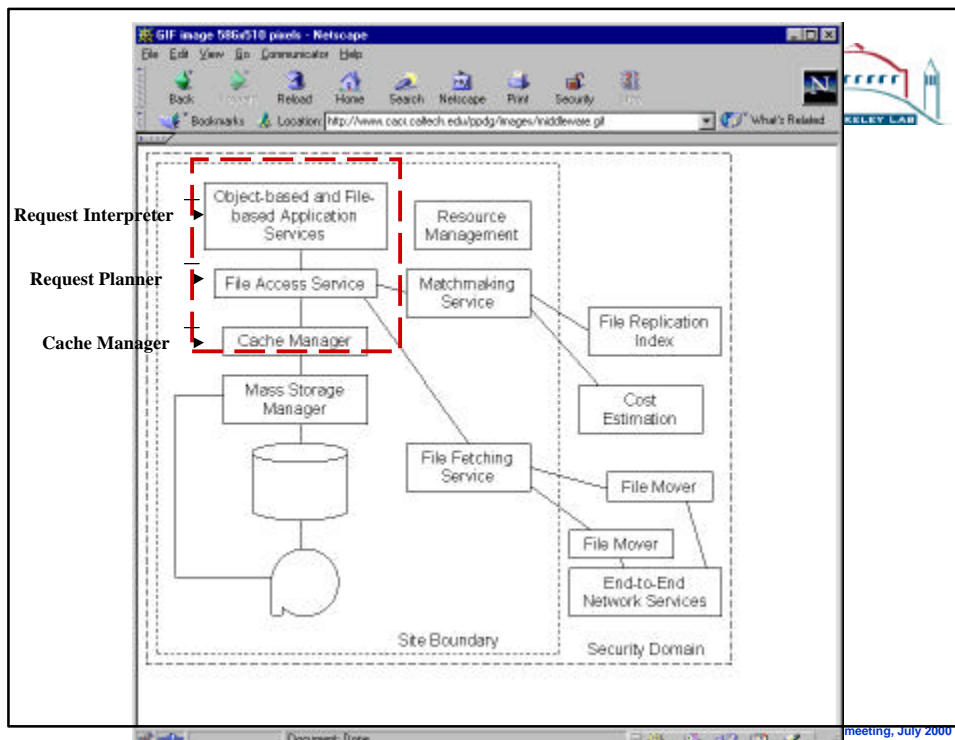 GIF image 586x510 pixels - Netscape
File Edit View Go Communicator Help
Back Reload Home Search Netscape Print Security
Bookmarks Location: http://www.cacr.caltech.edu/ppdg/images/middleware.gif What's Related
N
KELEY LAB
Request Interpreter
Object-based and File-
based Application
Services
Resource
Management
Request Planner
File Access Service
Matchmaking
Service
File Replication
Index
Cache Manager
Cache Manager
Mass Storage
Manager
Cost
Estimation
File Fetching
Service
File Mover
File Mover
End-to-End
Network Services
Site Boundary
Security Domain
Document: Done
meeting, July 2000